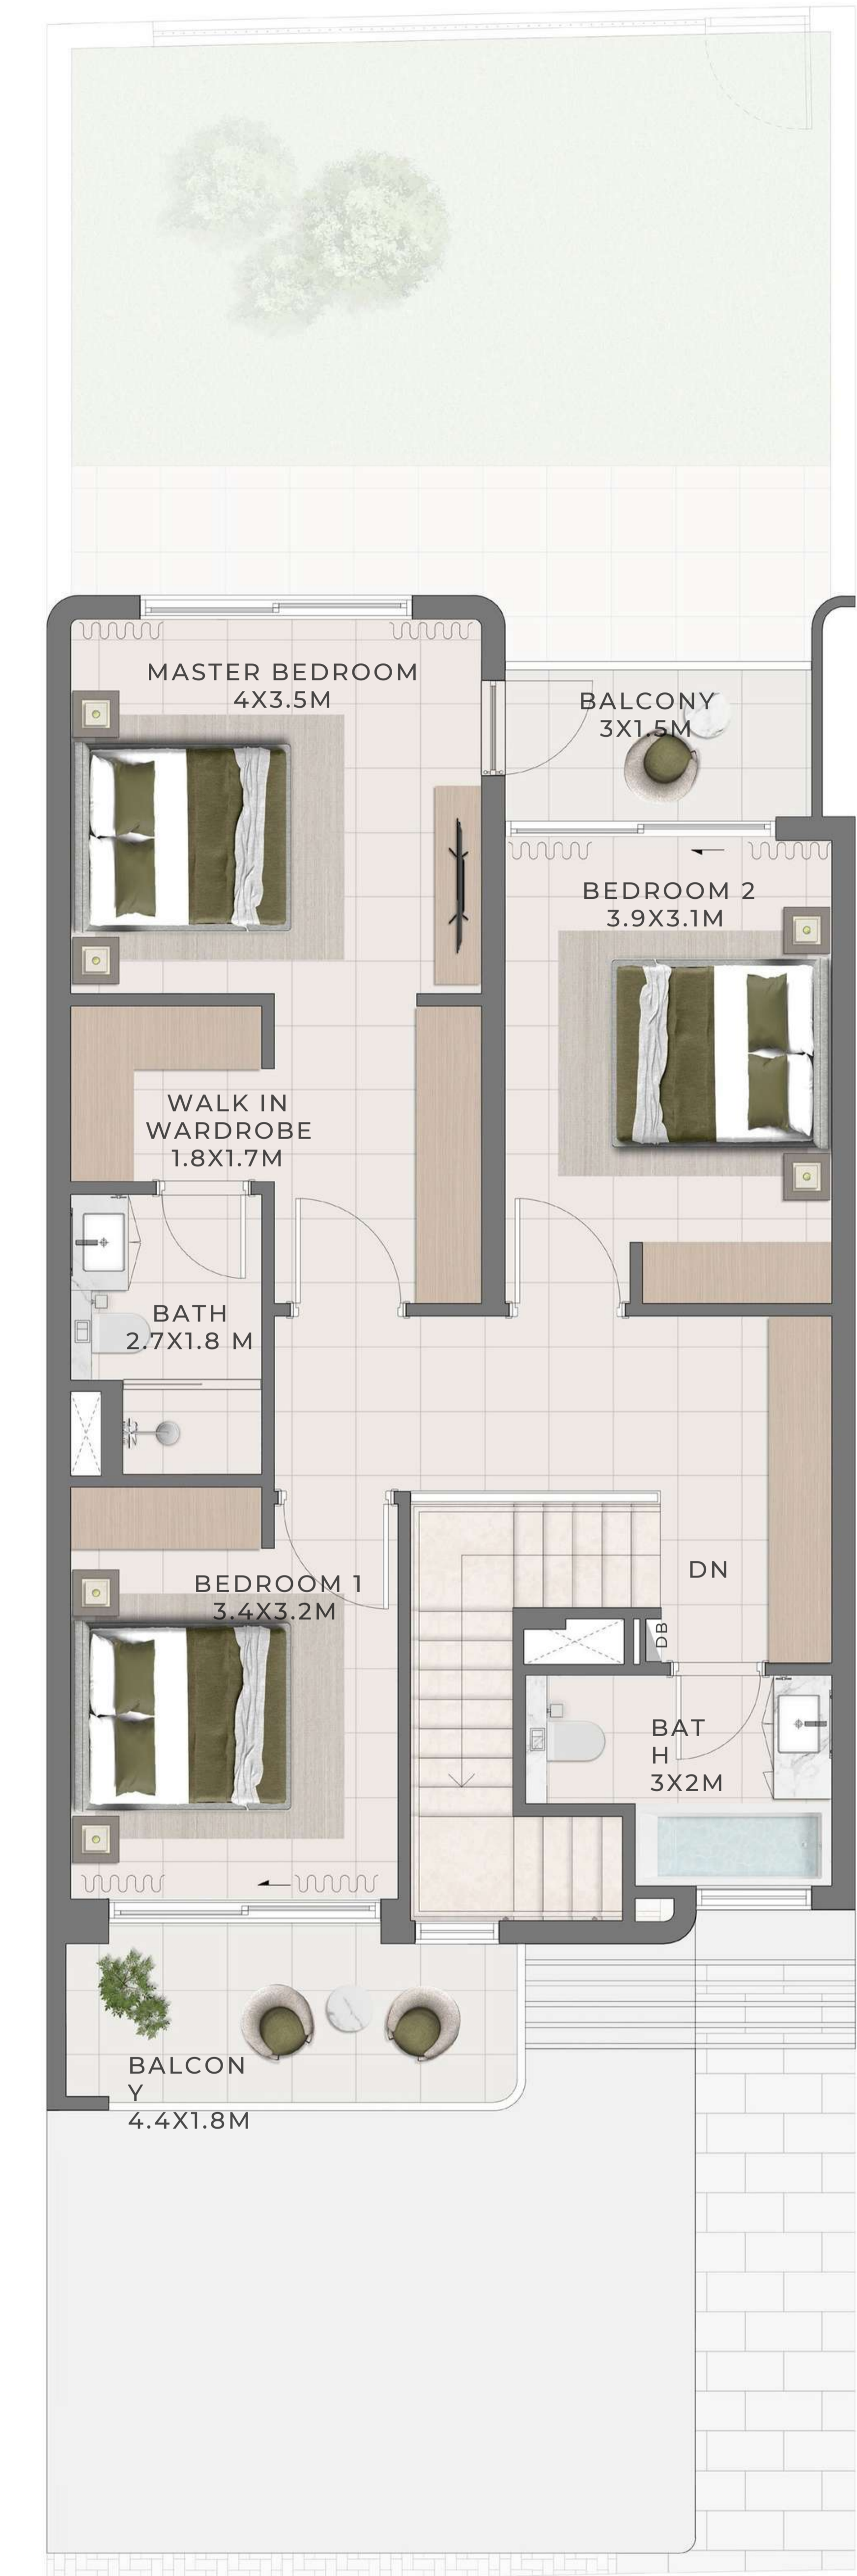 MASTER BEDROOM
4X3.5M
BALCONY
3X1.5M
BEDROOM 2
3.9X3.1M
WALK IN
WARDROBE
1.8X1.7M
BATH
2.7X1.8 M
BEDROOM 1
3.4X3.2M
DN
DB
BAT
H
3X2M
BALCON
Y
4.4X1.8M